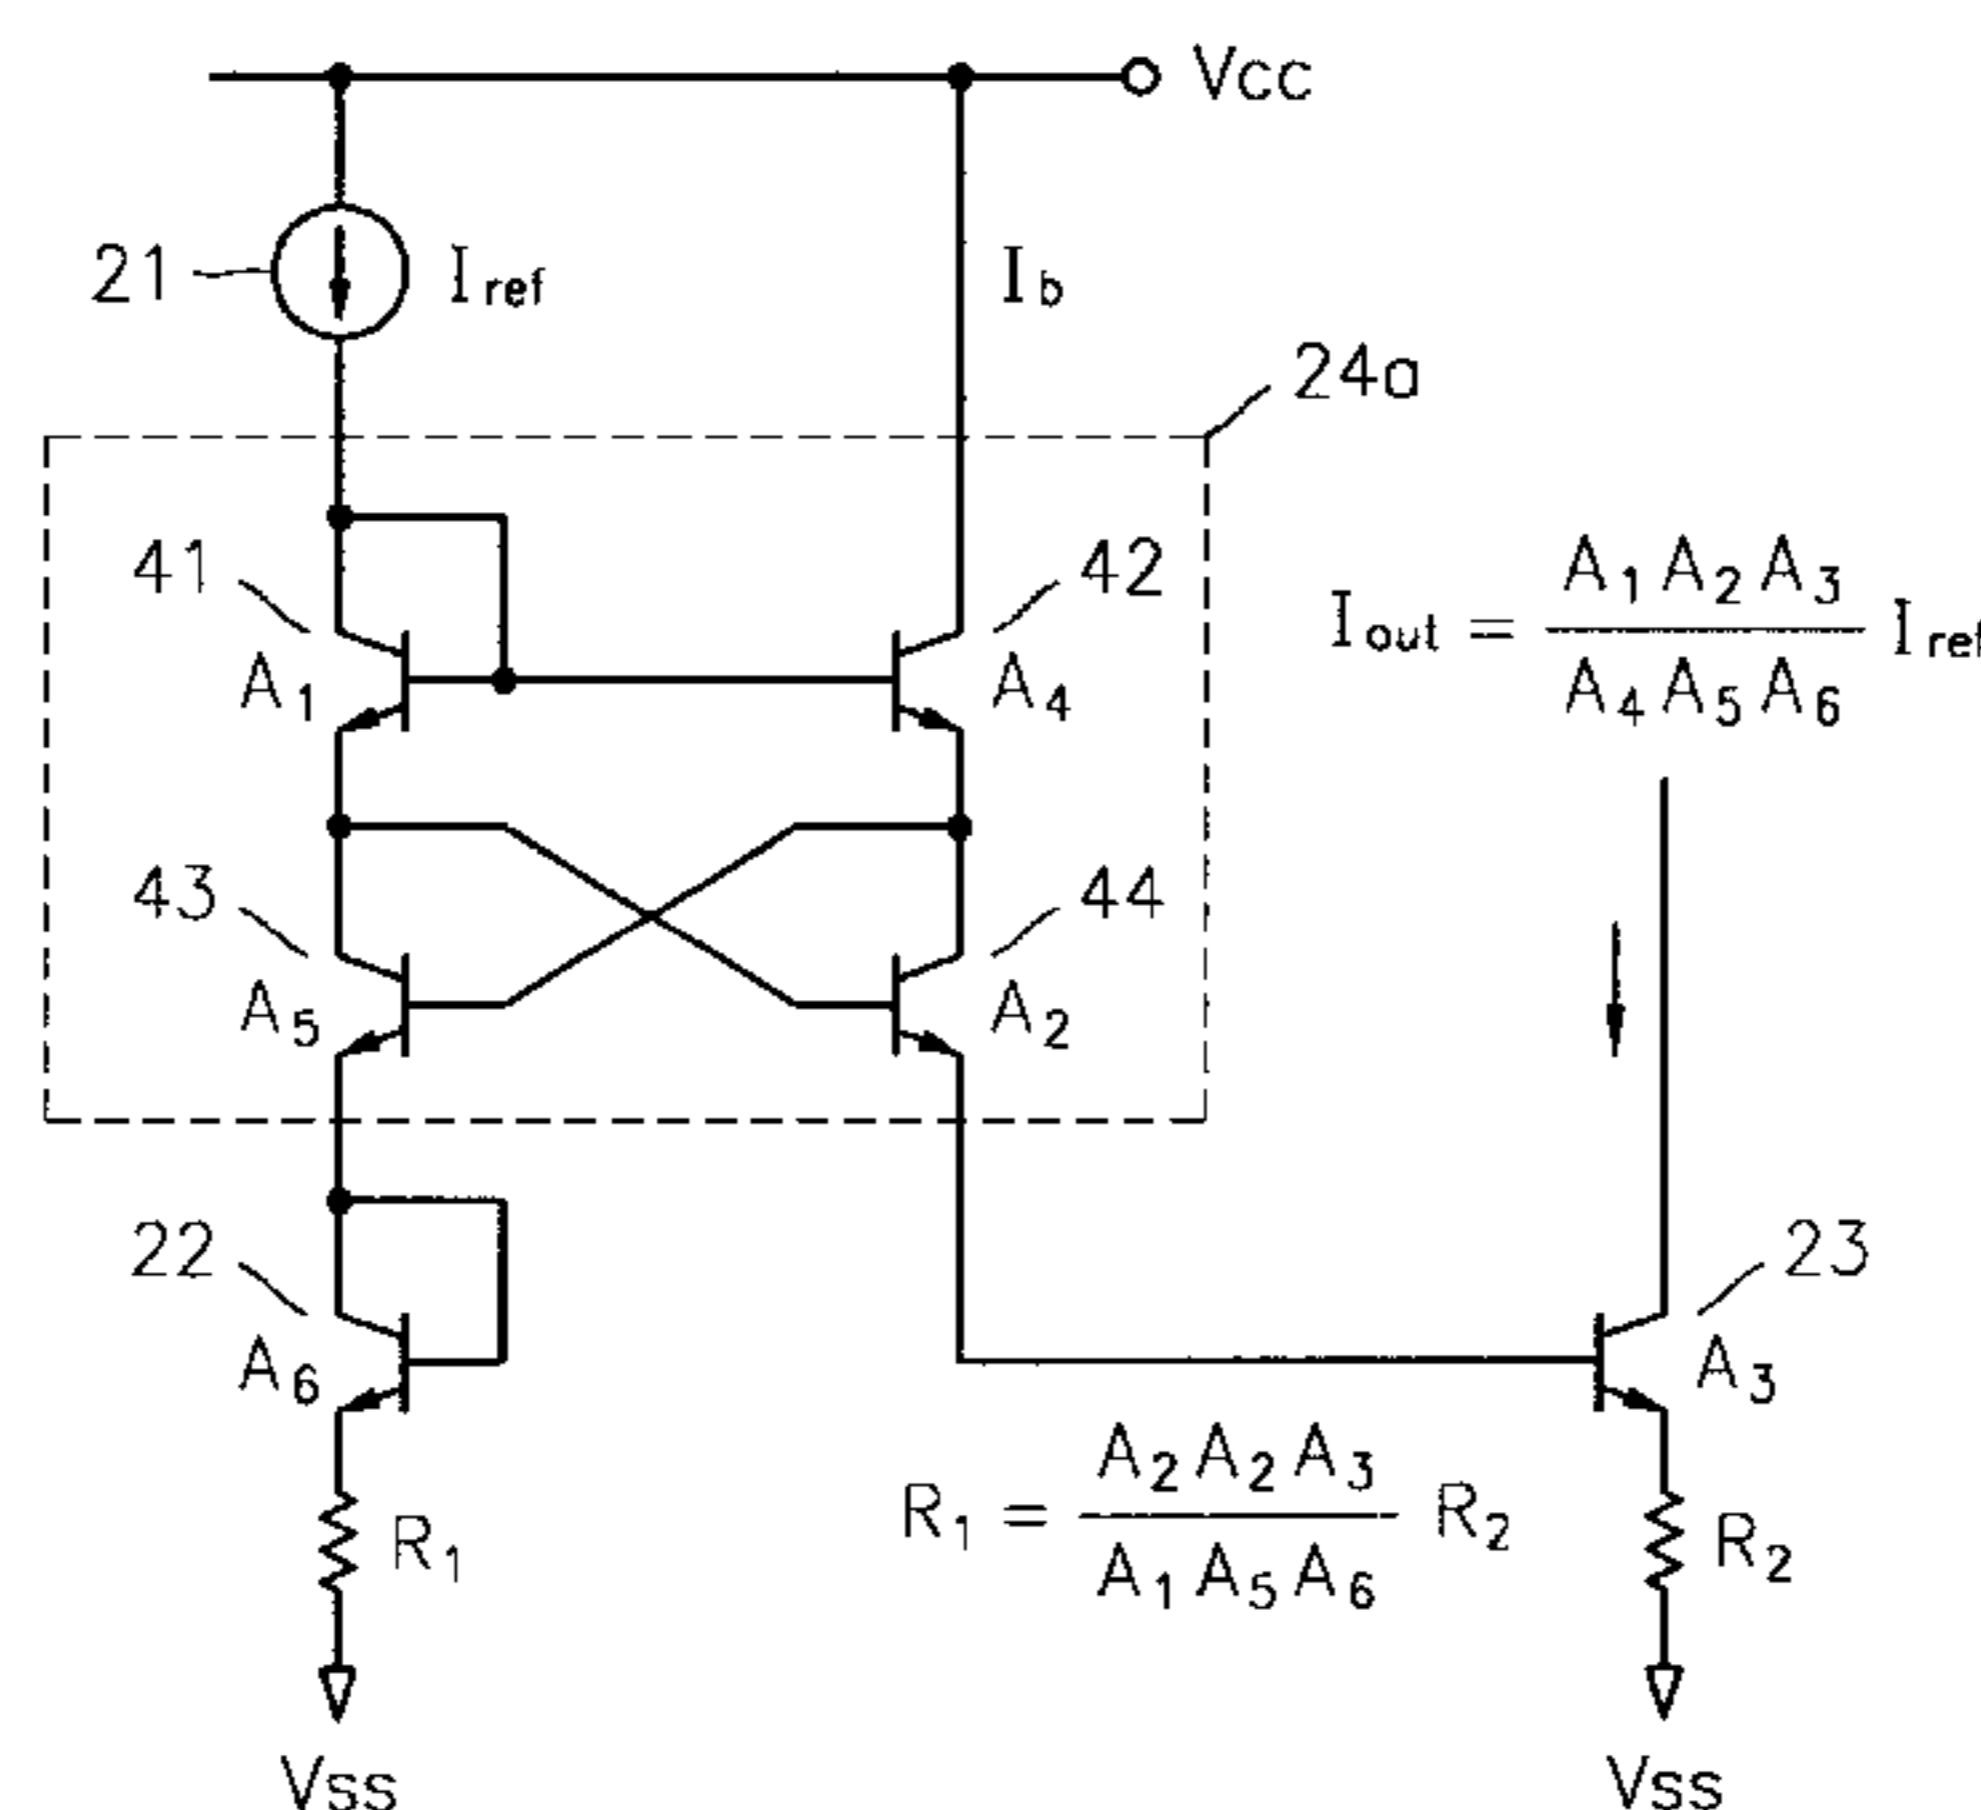 Vcc
21 Iref Ib
24a
41 42
A1 A4
Iout = A1 A2 A3 / A4 A5 A6 Iref
43 44
A5 A2
22 23
A6 A3
R1 = A2 A2 A3 / A1 A5 A6 R2
R1 R2
Vss Vss